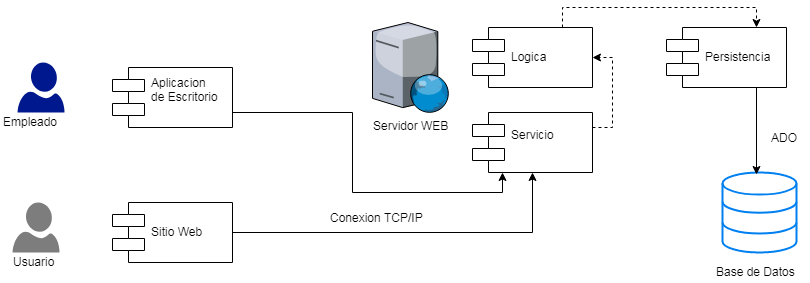 Empleado
Aplicacion
de Escritorio
Servidor WEB
Logica
Persistencia
Servicio
ADO
Usuario
Sitio Web
Conexion TCP/IP
Base de Datos